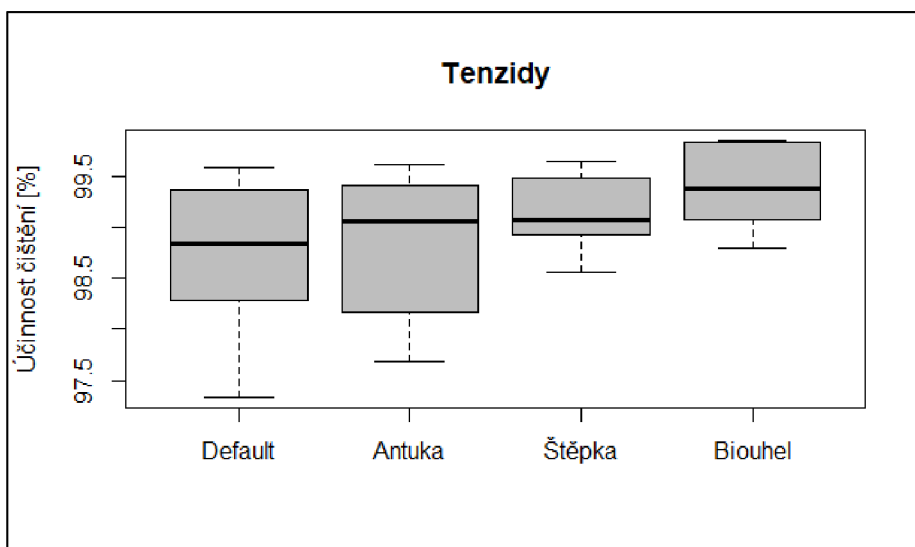 Tenzidy
Účinnost čištění [%]
99.5
98.5
97.5
Default Antuka Štěpka Biouhel